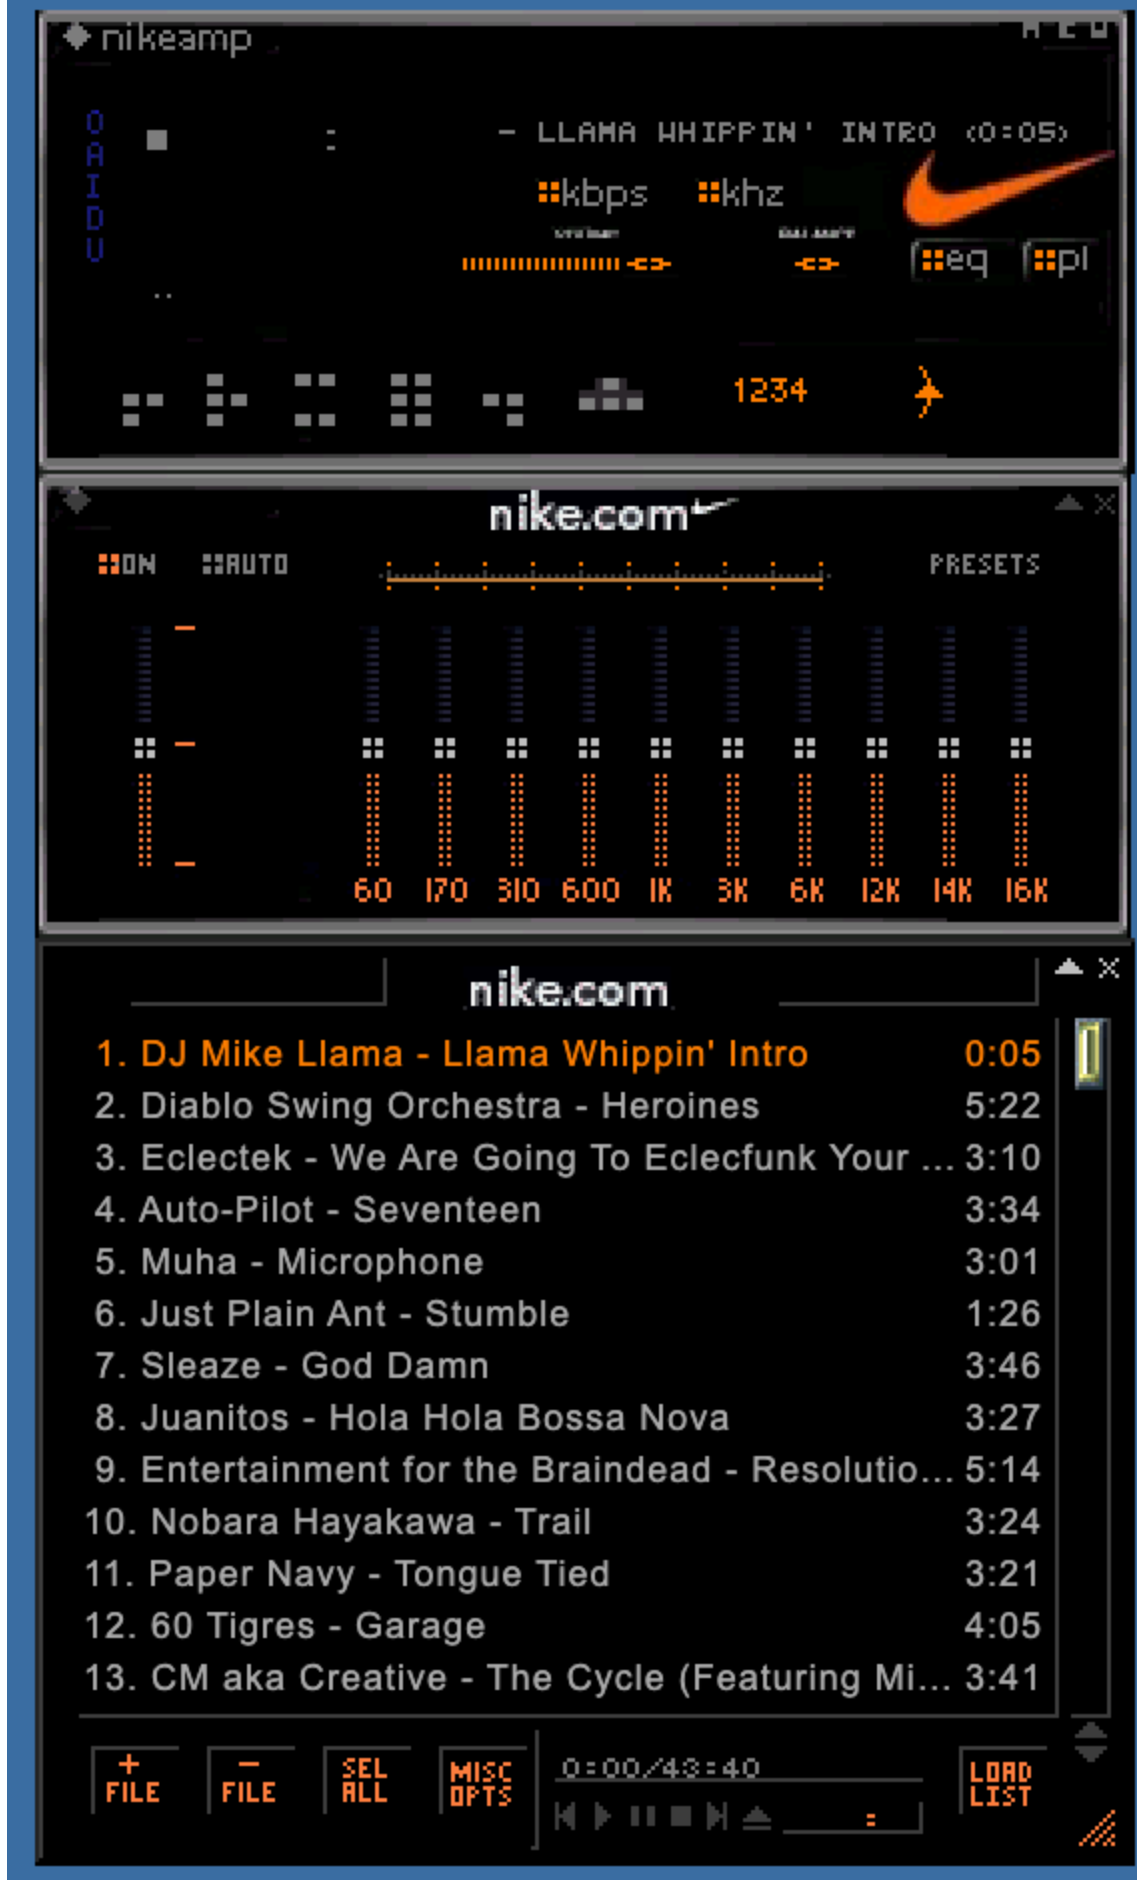 nikeamp
O
A
I
D
U
- LLAMA WHIPPIN' INTRO (0:05)
kbps khz
eq pl
1234
nike.com
ON AUTO PRESETS
60 170 310 600 1K 3K 6K 12K 14K 16K
nike.com
1. DJ Mike Llama - Llama Whippin' Intro 0:05
2. Diablo Swing Orchestra - Heroines 5:22
3. Eclectek - We Are Going To Eclecfunk Your ... 3:10
4. Auto-Pilot - Seventeen 3:34
5. Muha - Microphone 3:01
6. Just Plain Ant - Stumble 1:26
7. Sleaze - God Damn 3:46
8. Juanitos - Hola Hola Bossa Nova 3:27
9. Entertainment for the Braindead - Resolutio... 5:14
10. Nobara Hayakawa - Trail 3:24
11. Paper Navy - Tongue Tied 3:21
12. 60 Tigres - Garage 4:05
13. CM aka Creative - The Cycle (Featuring Mi... 3:41
+ FILE - FILE SEL ALL MISC OPTS 0:00/43:40 LOAD LIST